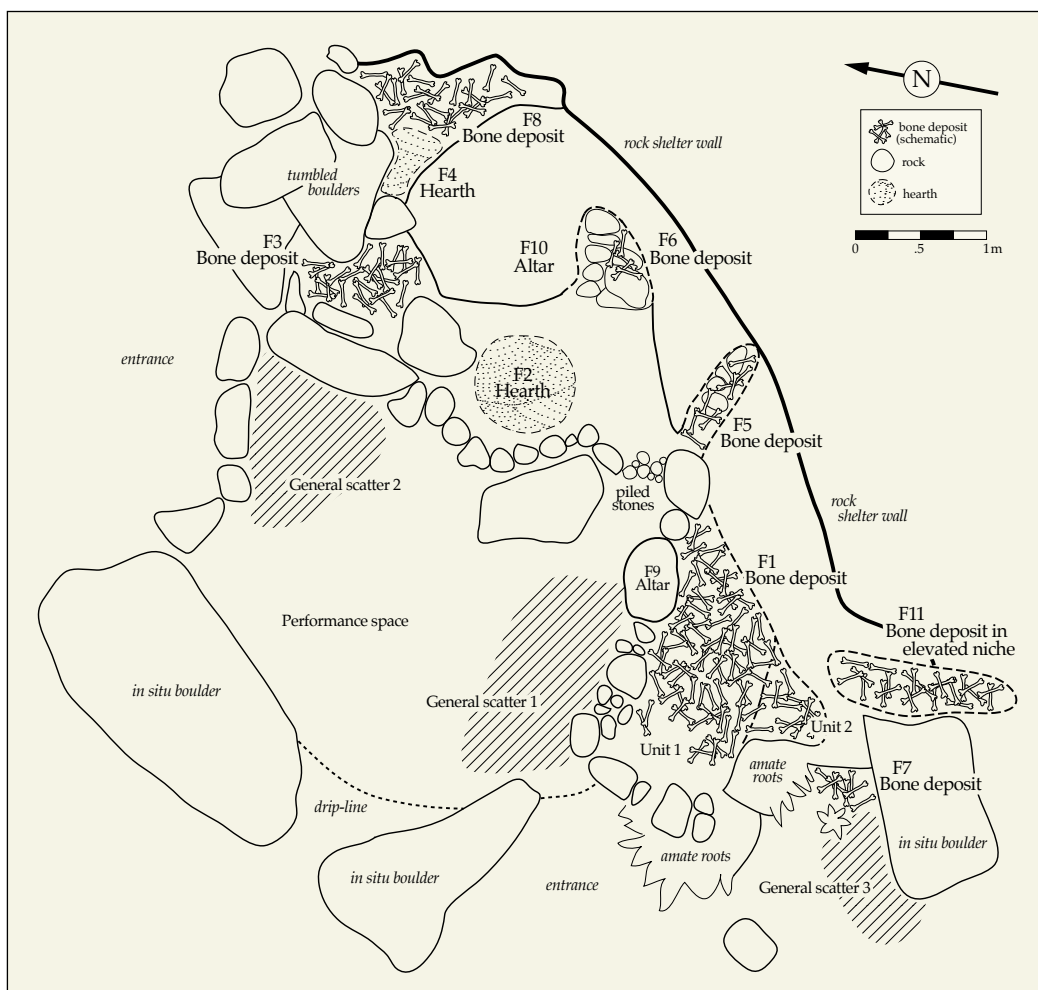 N
bone deposit
(schematic)
rock
hearth
0
.5
1m
F8
Bone deposit
rock shelter wall
F4
Hearth
tumbled
boulders
F3
Bone deposit
F10
Altar
F6
Bone deposit
entrance
F2
Hearth
F5
Bone deposit
General scatter 2
piled
stones
rock
shelter wall
F9
Altar
F1
Bone deposit
F11
Bone deposit in
elevated niche
Performance space
in situ boulder
General scatter 1
Unit 2
Unit 1
amate
roots
F7
Bone deposit
drip-line
in situ boulder
in situ boulder
entrance
amate roots
General scatter 3